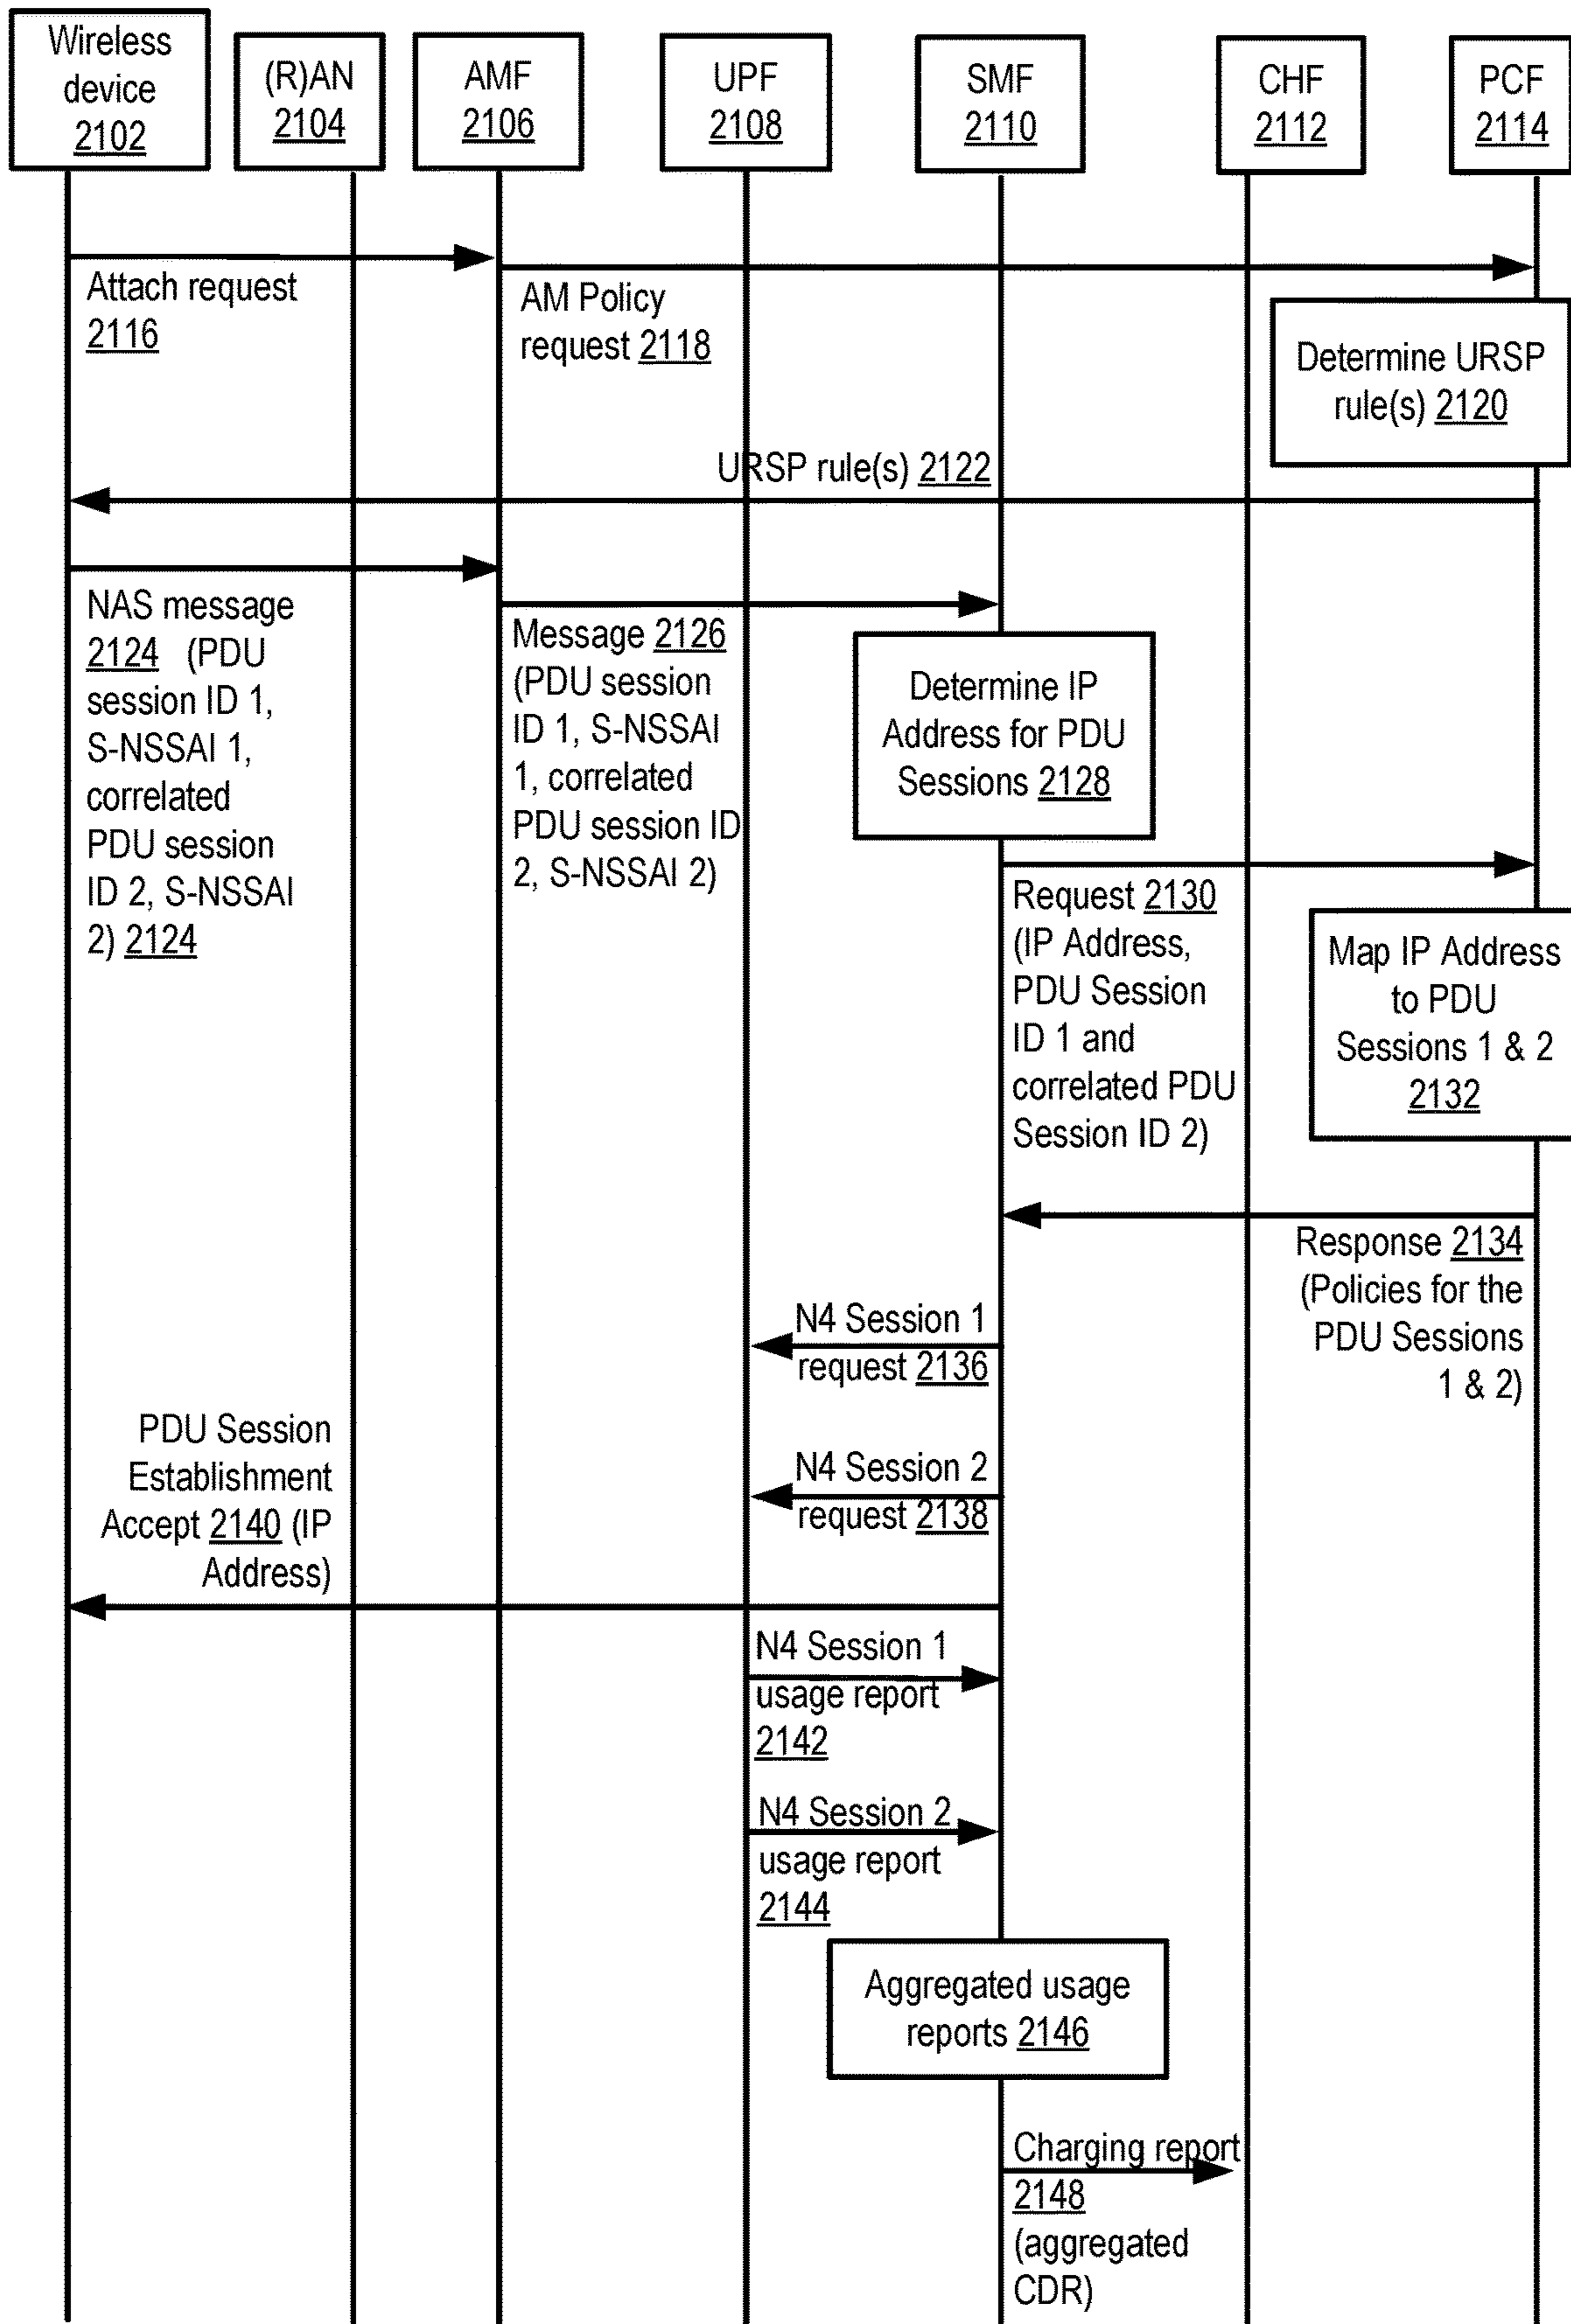 Wireless
device
2102
(R)AN
2104
AMF
2106
UPF
2108
SMF
2110
CHF
2112
PCF
2114
Attach request
2116
AM Policy
request 2118
Determine URSP
rule(s) 2120
URSP rule(s) 2122
NAS message
2124 (PDU
session ID 1,
S-NSSAI 1,
correlated
PDU session
ID 2, S-NSSAI
2) 2124
Message 2126
(PDU session
ID 1, S-NSSAI
1, correlated
PDU session ID
2, S-NSSAI 2)
Determine IP
Address for PDU
Sessions 2128
Request 2130
(IP Address,
PDU Session
ID 1 and
correlated PDU
Session ID 2)
Map IP Address
to PDU
Sessions 1 & 2
2132
Response 2134
(Policies for the
PDU Sessions
1 & 2)
N4 Session 1
request 2136
N4 Session 2
request 2138
PDU Session
Establishment
Accept 2140 (IP
Address)
N4 Session 1
usage report
2142
N4 Session 2
usage report
2144
Aggregated usage
reports 2146
Charging report
2148
(aggregated
CDR)